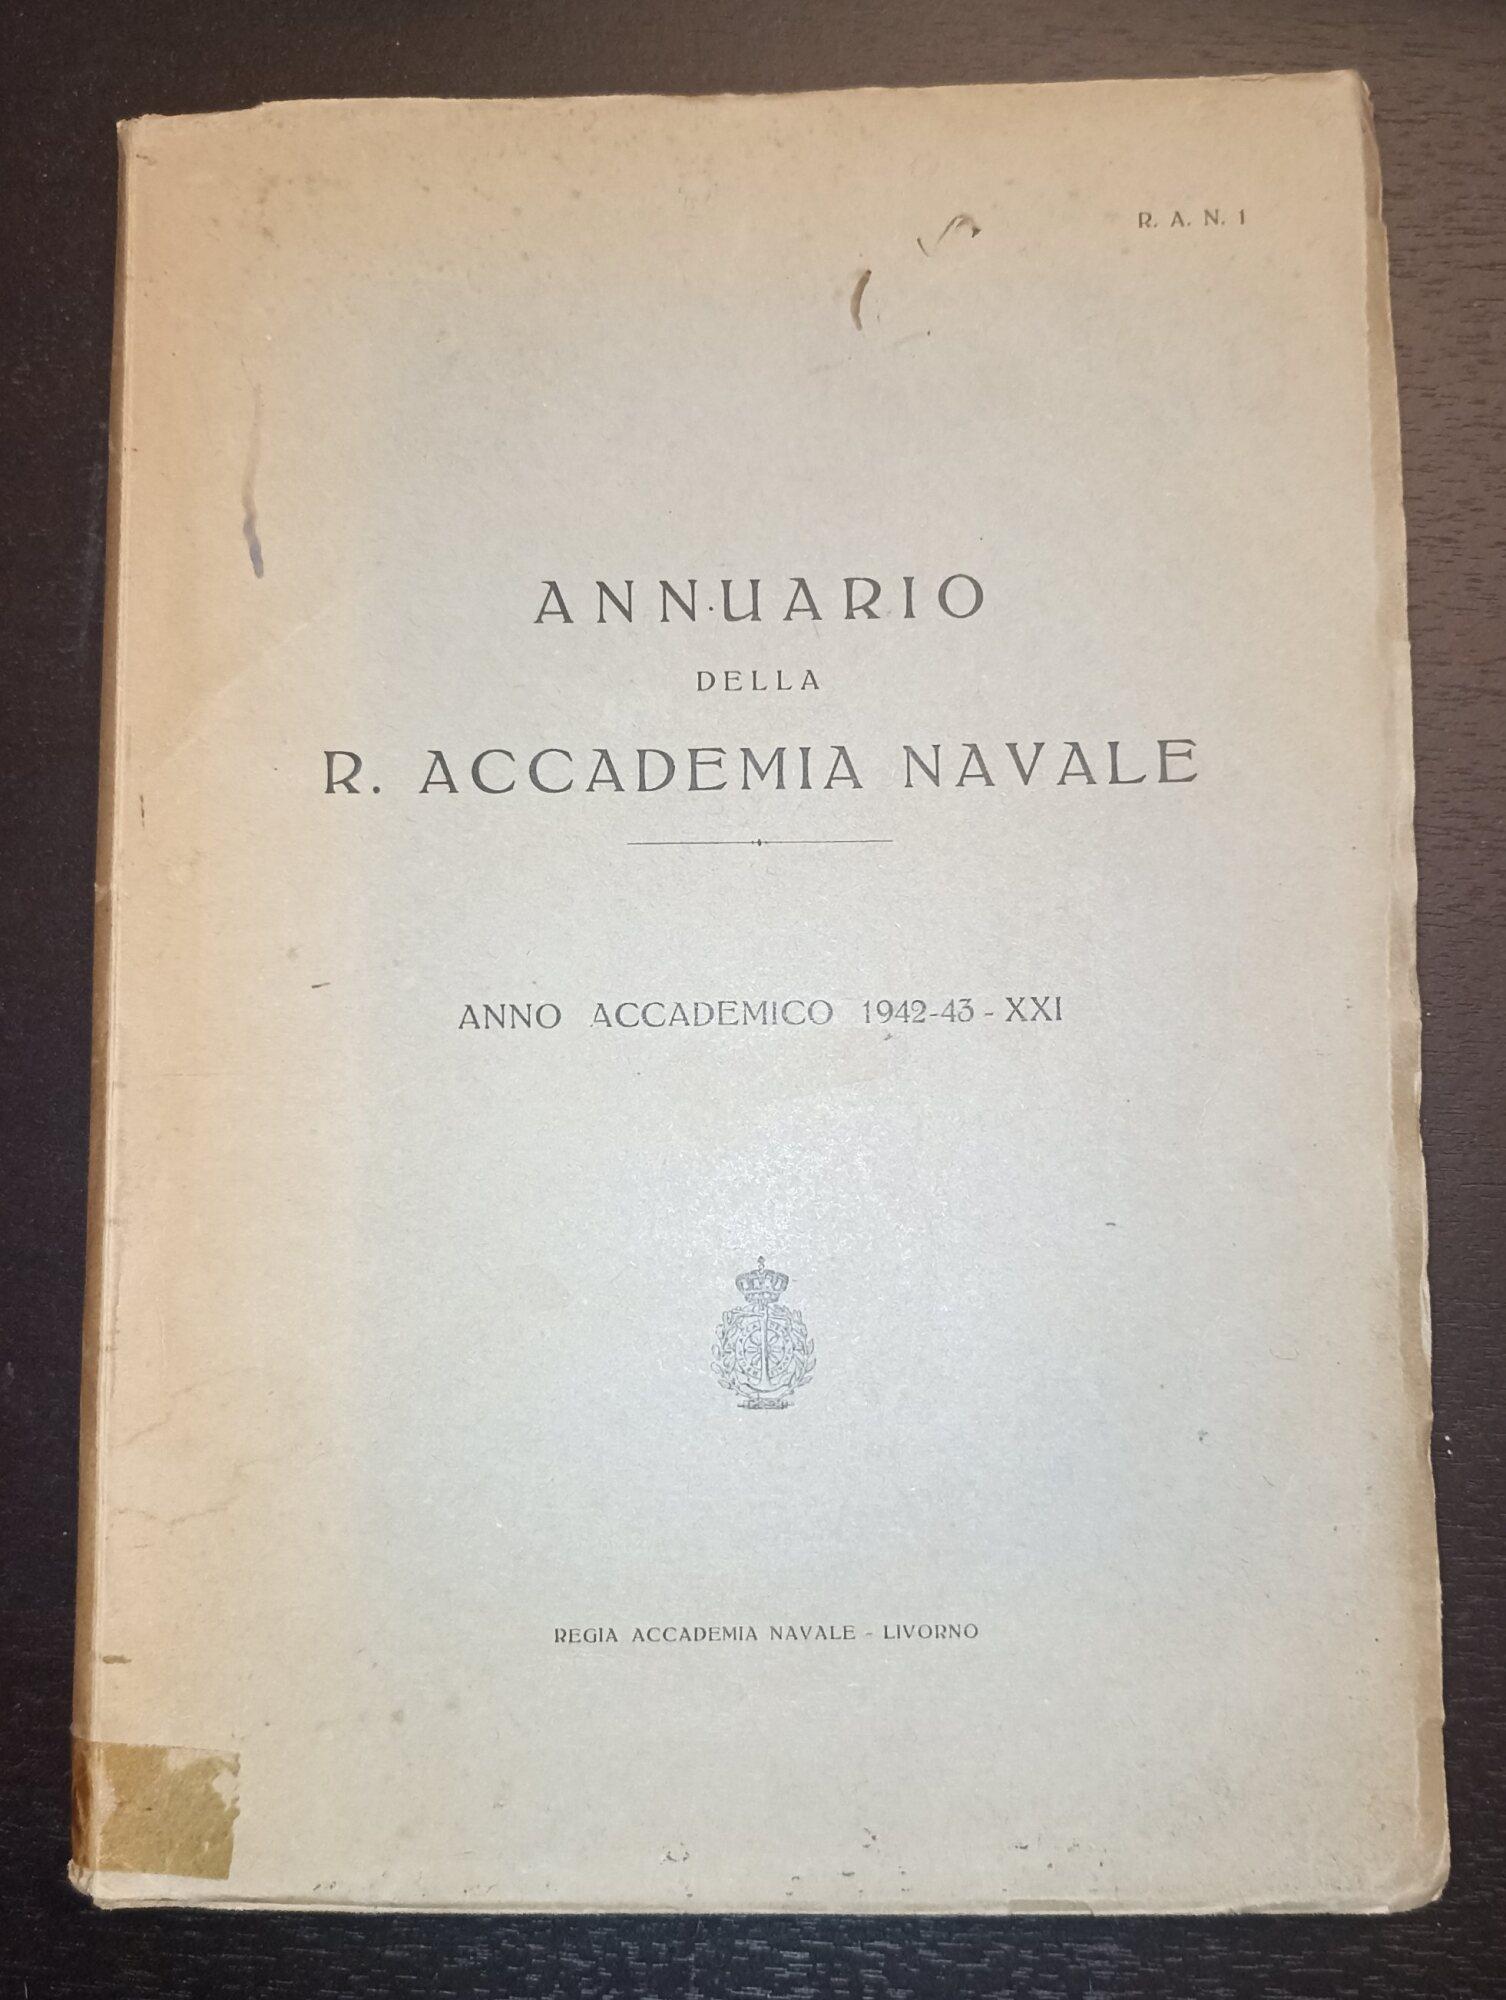 R. A. N. 1
ANNUARIO
DELLA
R. ACCADEMIA NAVALE
ANNO ACCADEMICO 1942-43 - XXI
REGIA ACCADEMIA NAVALE - LIVORNO